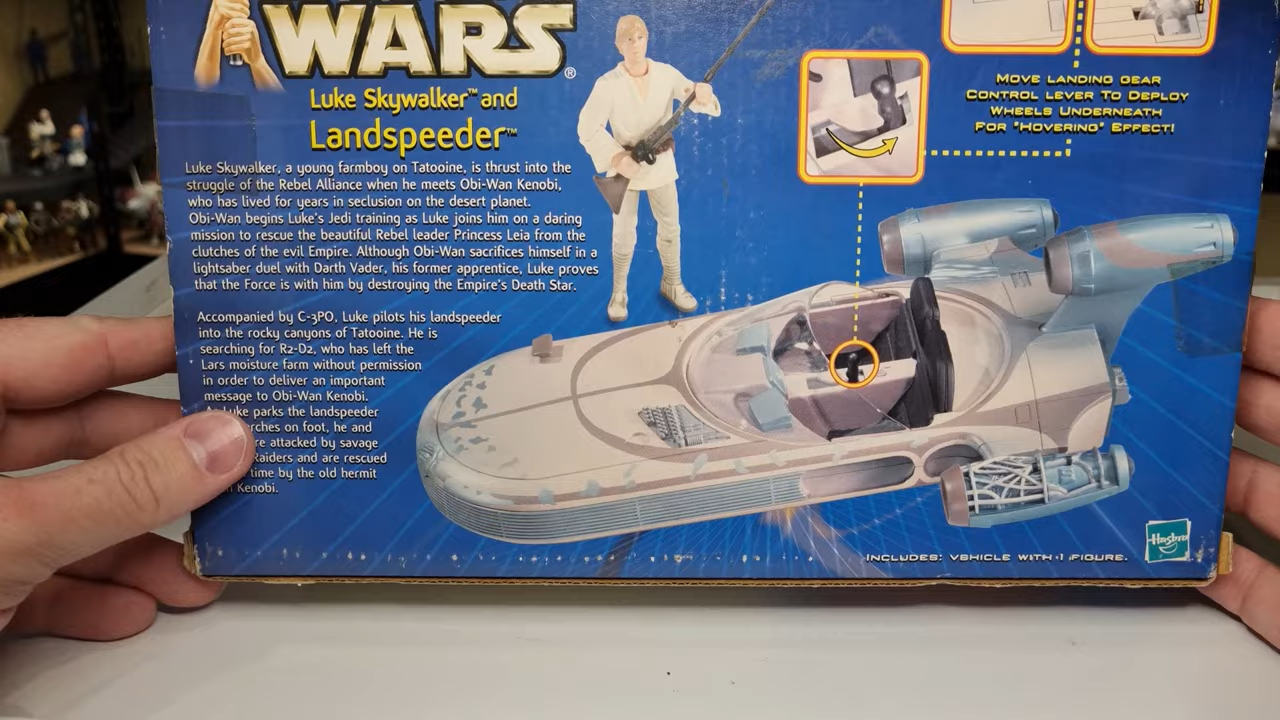 WARS®
Luke Skywalker™ and
Landspeeder™
Luke Skywalker, a young farmboy on Tatooine, is thrust into the
struggle of the Rebel Alliance when he meets Obi-Wan Kenobi,
who has lived for years in seclusion on the desert planet.
Obi-Wan begins Luke's Jedi training as Luke joins him on a daring
mission to rescue the beautiful Rebel leader Princess Leia from the
clutches of the evil Empire. Although Obi-Wan sacrifices himself in a
lightsaber duel with Darth Vader, his former apprentice, Luke proves
that the Force is with him by destroying the Empire's Death Star.
Accompanied by C-3PO, Luke pilots his landspeeder
into the rocky canyons of Tatooine. He is
searching for R2-D2, who has left the
Lars moisture farm without permission
in order to deliver an important
message to Obi-Wan Kenobi.
Luke parks the landspeeder
on foot, he and
attacked by savage
Raiders and are rescued
time by the old hermit
Kenobi.
MOVE LANDING GEAR
CONTROL LEVER TO DEPLOY
WHEELS UNDERNEATH
FOR "HOVERING" EFFECT!
Hasbro
INCLUDES: VEHICLE WITH 1 FIGURE.